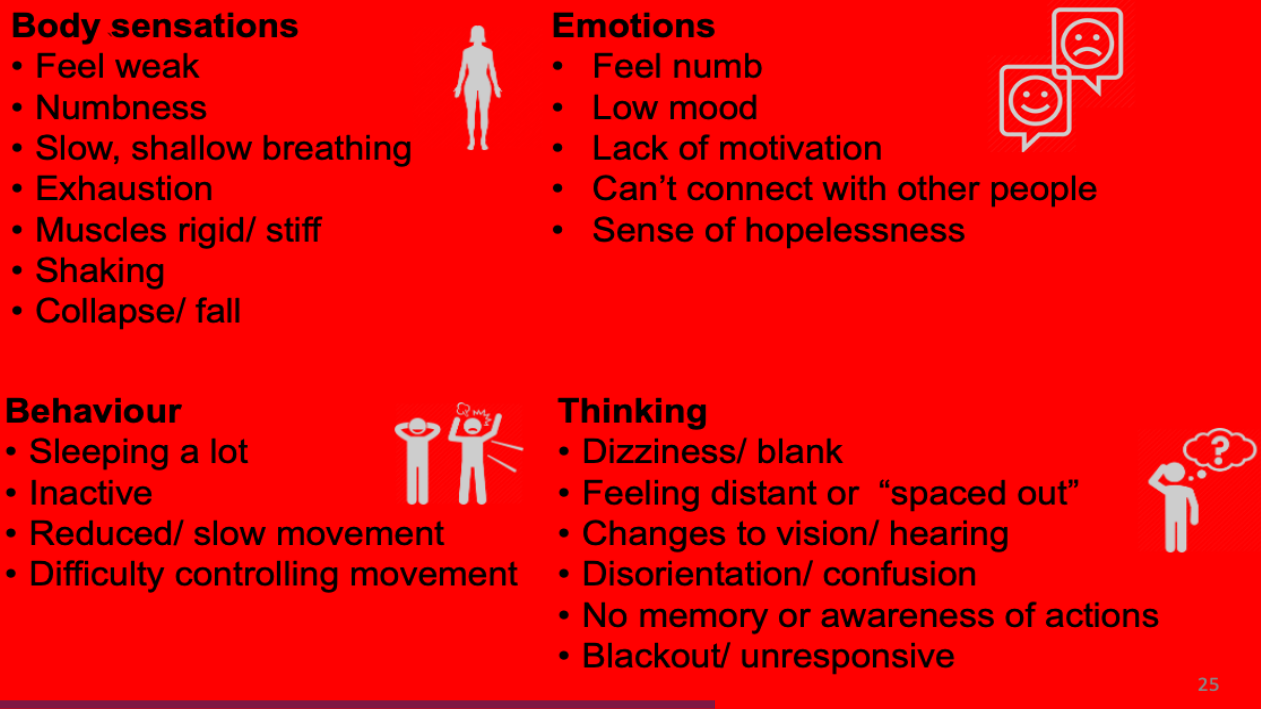 Body sensations
• Feel weak
• Numbness
• Slow, shallow breathing
• Exhaustion
• Muscles rigid/ stiff
• Shaking
• Collapse/ fall
Emotions
• Feel numb
• Low mood
• Lack of motivation
• Can’t connect with other people
• Sense of hopelessness
Behaviour
• Sleeping a lot
• Inactive
• Reduced/ slow movement
• Difficulty controlling movement
Thinking
• Dizziness/ blank
• Feeling distant or “spaced out”
• Changes to vision/ hearing
• Disorientation/ confusion
• No memory or awareness of actions
• Blackout/ unresponsive
?
25